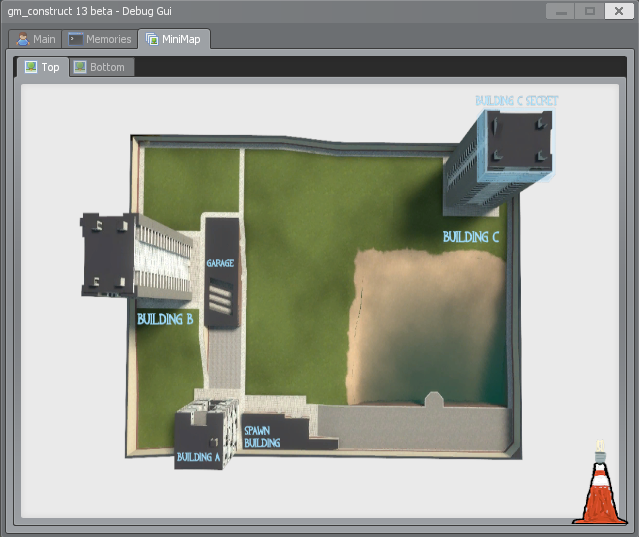 gm_construct 13 beta - Debug Gui
Main
Memories
MiniMap
Top
Bottom
BUILDING C SECRET
BUILDING C
GARAGE
BUILDING B
SPAWN
BUILDING
BUILDING A